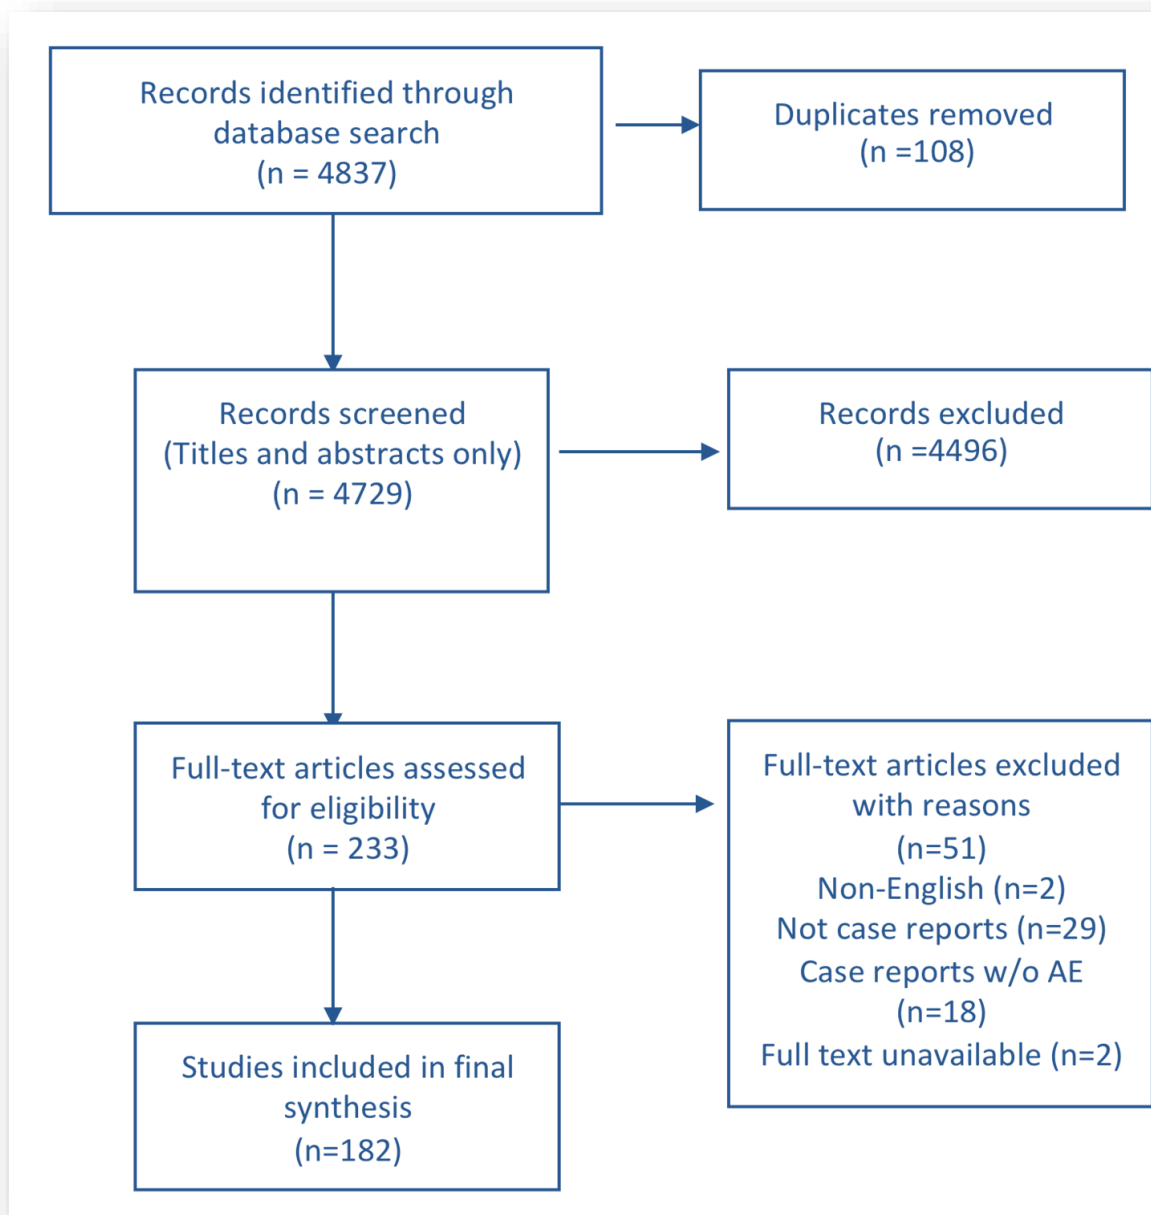 Records identified through
database search
(n = 4837)
Duplicates removed
(n =108)
Records screened
(Titles and abstracts only)
(n = 4729)
Records excluded
(n =4496)
Full-text articles assessed
for eligibility
(n = 233)
Full-text articles excluded
with reasons
(n=51)
Non-English (n=2)
Not case reports (n=29)
Case reports w/o AE
(n=18)
Full text unavailable (n=2)
Studies included in final
synthesis
(n=182)